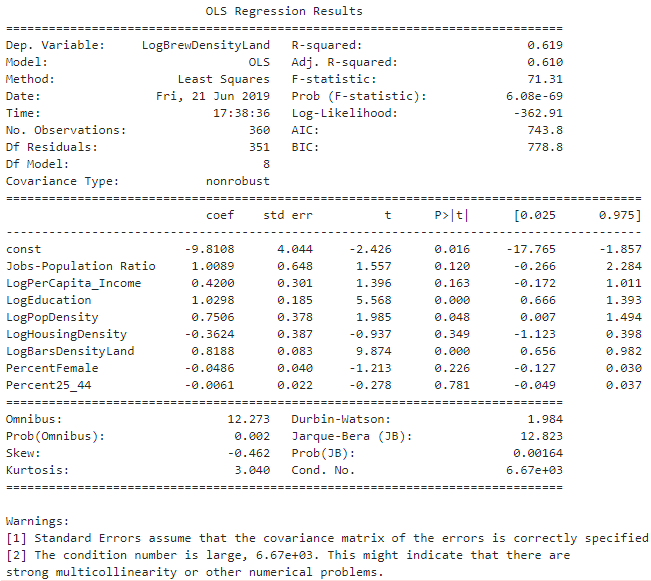 OLS Regression Results
==============================================================================
Dep. Variable: LogBrewDensityLand R-squared: 0.619
Model: OLS Adj. R-squared: 0.610
Method: Least Squares F-statistic: 71.31
Date: Fri, 21 Jun 2019 Prob (F-statistic): 6.08e-69
Time: 17:38:36 Log-Likelihood: -362.91
No. Observations: 360 AIC: 743.8
Df Residuals: 351 BIC: 778.8
Df Model: 8
Covariance Type: nonrobust
=========================================================================================
coef std err t P>|t| [0.025 0.975]
-----------------------------------------------------------------------------------------
const -9.8108 4.044 -2.426 0.016 -17.765 -1.857
Jobs-Population Ratio 1.0089 0.648 1.557 0.120 -0.266 2.284
LogPerCapita_Income 0.4200 0.301 1.396 0.163 -0.172 1.011
LogEducation 1.0298 0.185 5.568 0.000 0.666 1.393
LogPopDensity 0.7506 0.378 1.985 0.048 0.007 1.494
LogHousingDensity -0.3624 0.387 -0.937 0.349 -1.123 0.398
LogBarsDensityLand 0.8188 0.083 9.874 0.000 0.656 0.982
PercentFemale -0.0486 0.040 -1.213 0.226 -0.127 0.030
Percent25_44 -0.0061 0.022 -0.278 0.781 -0.049 0.037
==============================================================================
Omnibus: 12.273 Durbin-Watson: 1.984
Prob(Omnibus): 0.002 Jarque-Bera (JB): 12.823
Skew: -0.462 Prob(JB): 0.00164
Kurtosis: 3.040 Cond. No. 6.67e+03
==============================================================================
Warnings:
[1] Standard Errors assume that the covariance matrix of the errors is correctly specified
[2] The condition number is large, 6.67e+03. This might indicate that there are
strong multicollinearity or other numerical problems.